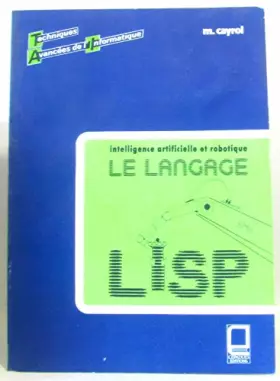 Techniques
Avancées de l'Informatique
m. cayrol
intelligence artificielle et robotique
LE LANGAGE
LISP